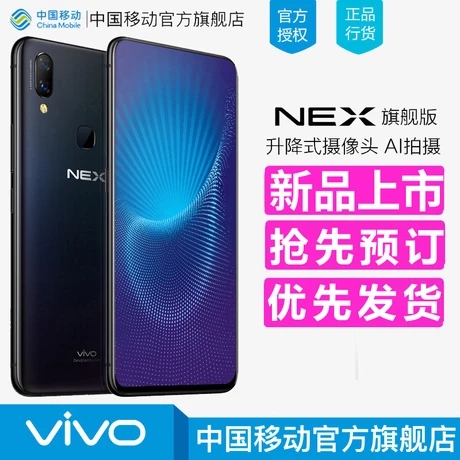 中国移动
China Mobile
中国移动官方旗舰店
官方
授权
正品
行货
NEX 旗舰版
升降式摄像头 AI拍摄
新品上市
抢先预订
优先发货
NEX
vivo
vivo
中国移动官方旗舰店